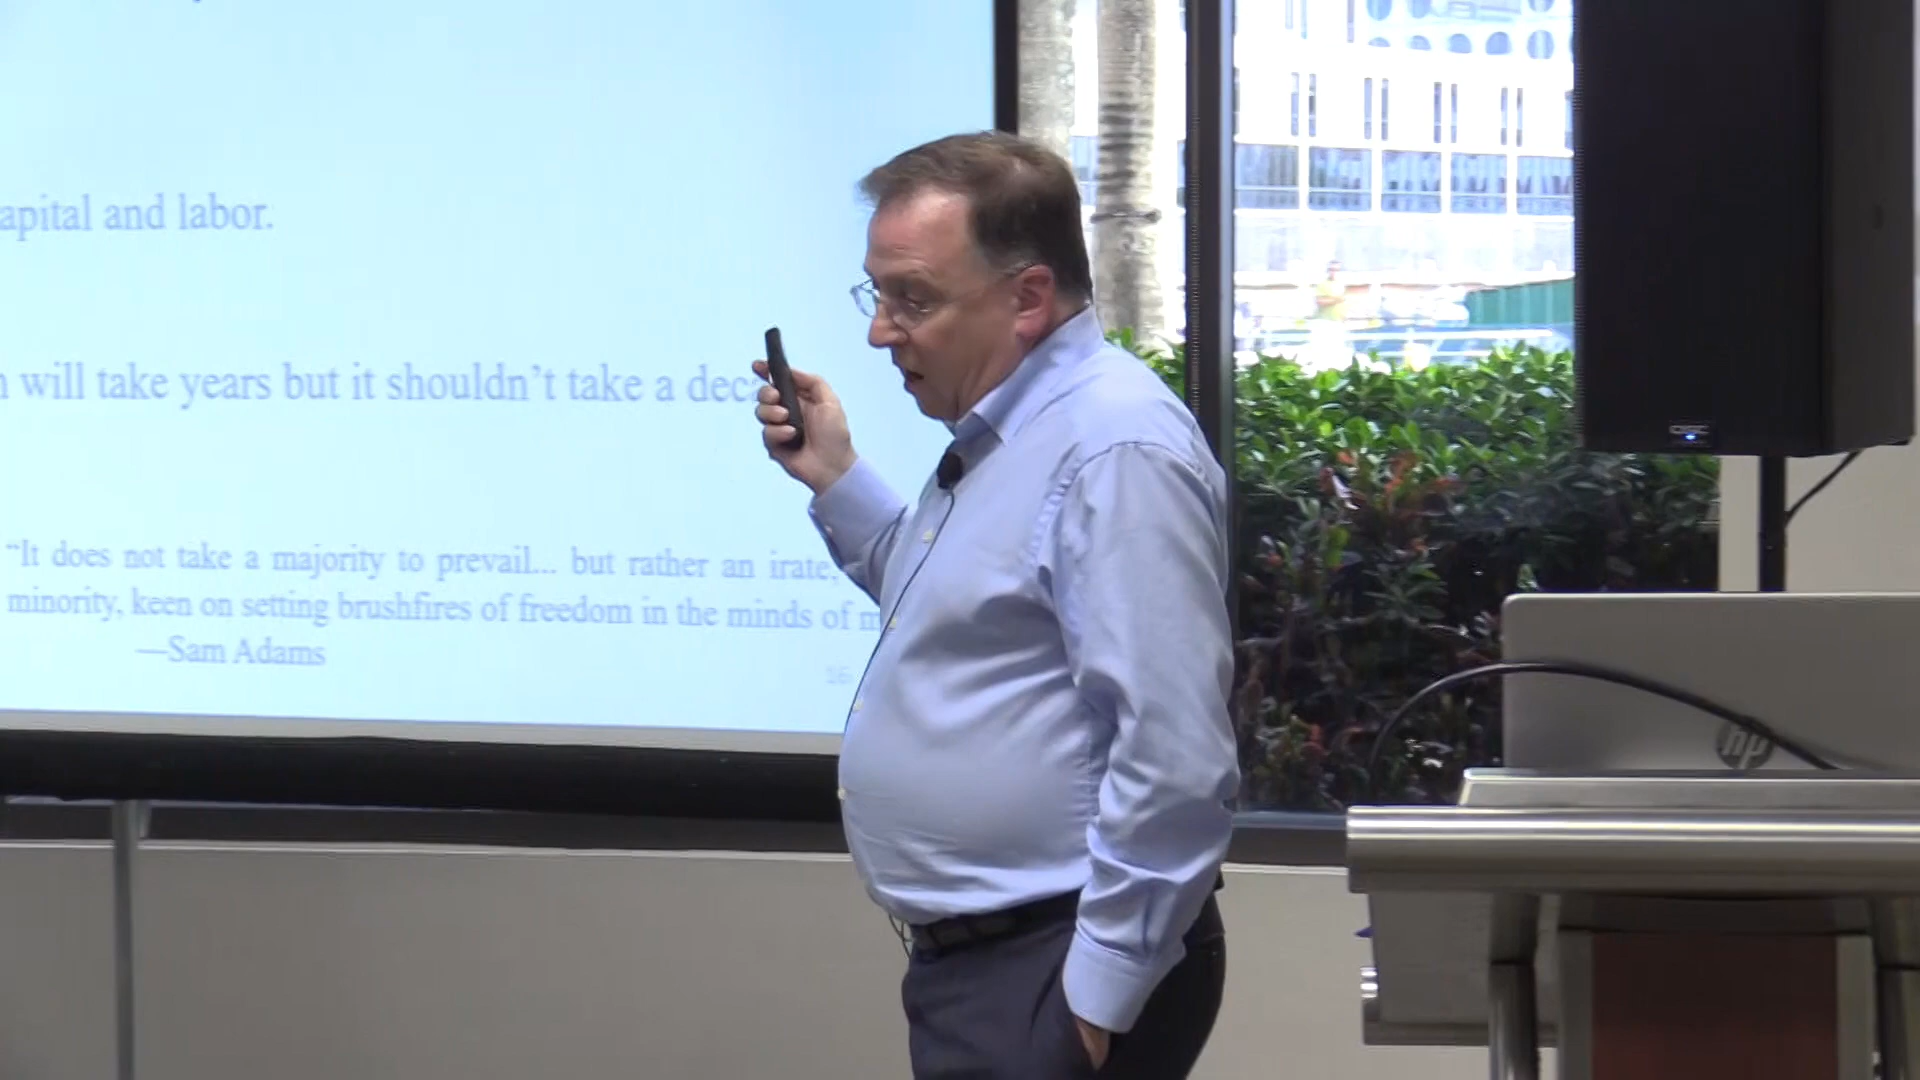 apital and labor.
will take years but it shouldn't take a deca
“It does not take a majority to prevail... but rather an irate,
minority, keen on setting brushfires of freedom in the minds of m
—Sam Adams
16
QSC
hp